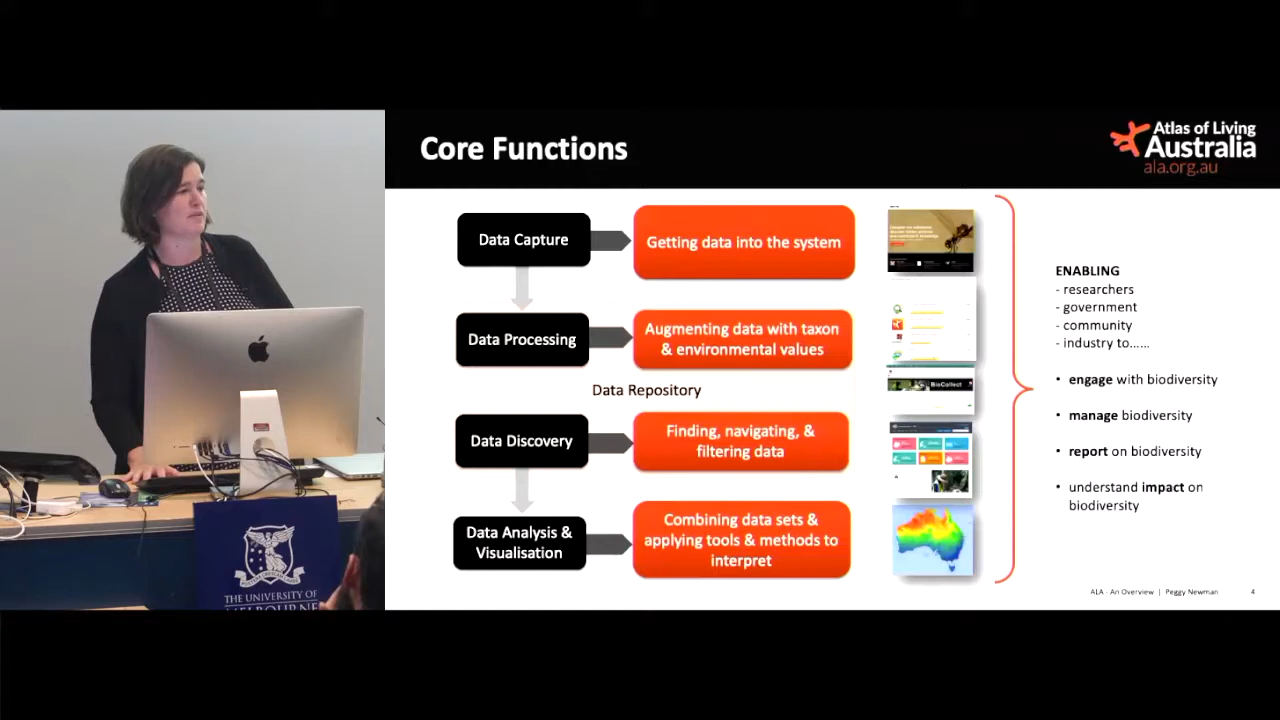 Core Functions
Atlas of Living
Australia
ala.org.au
Data Capture
Getting data into the system
Data Processing
Augmenting data with taxon
& environmental values
Data Repository
Data Discovery
Finding, navigating, &
filtering data
Data Analysis &
Visualisation
Combining data sets &
applying tools & methods to
interpret
BioCollect
ENABLING
- researchers
- government
- community
- industry to......
• engage with biodiversity
• manage biodiversity
• report on biodiversity
• understand impact on
biodiversity
ALA - An Overview | Peggy Newman 4
THE UNIVERSITY OF
MELBOURNE